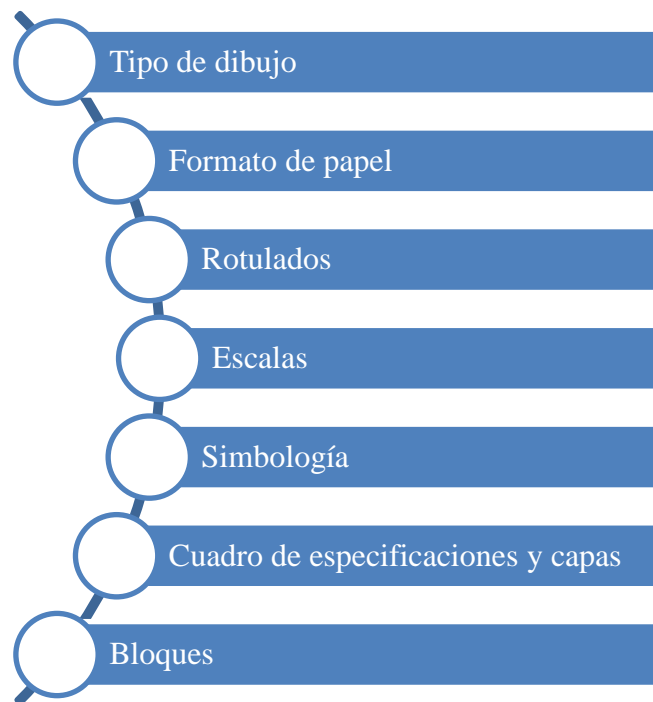 Tipo de dibujo
Formato de papel
Rotulados
Escalas
Simbología
Cuadro de especificaciones y capas
Bloques